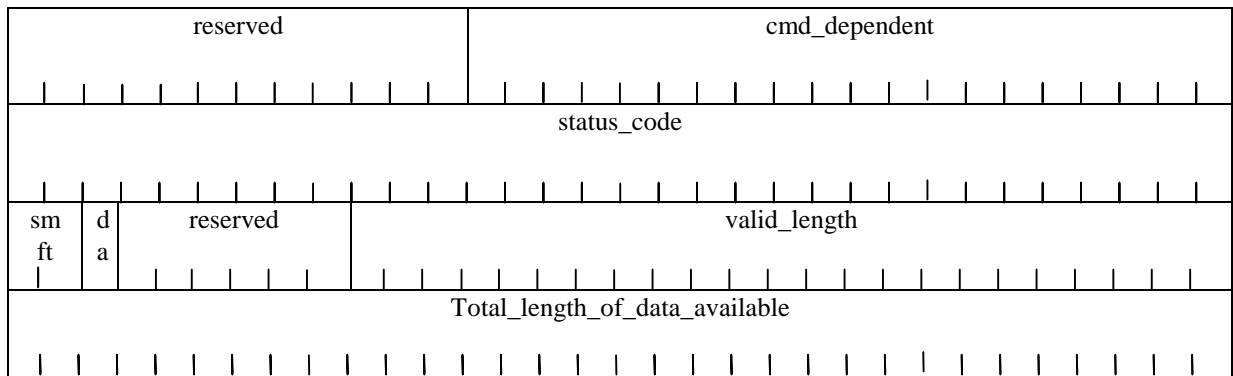 reserved cmd_dependent
status_code
sm d reserved valid_length
ft a
Total_length_of_data_available